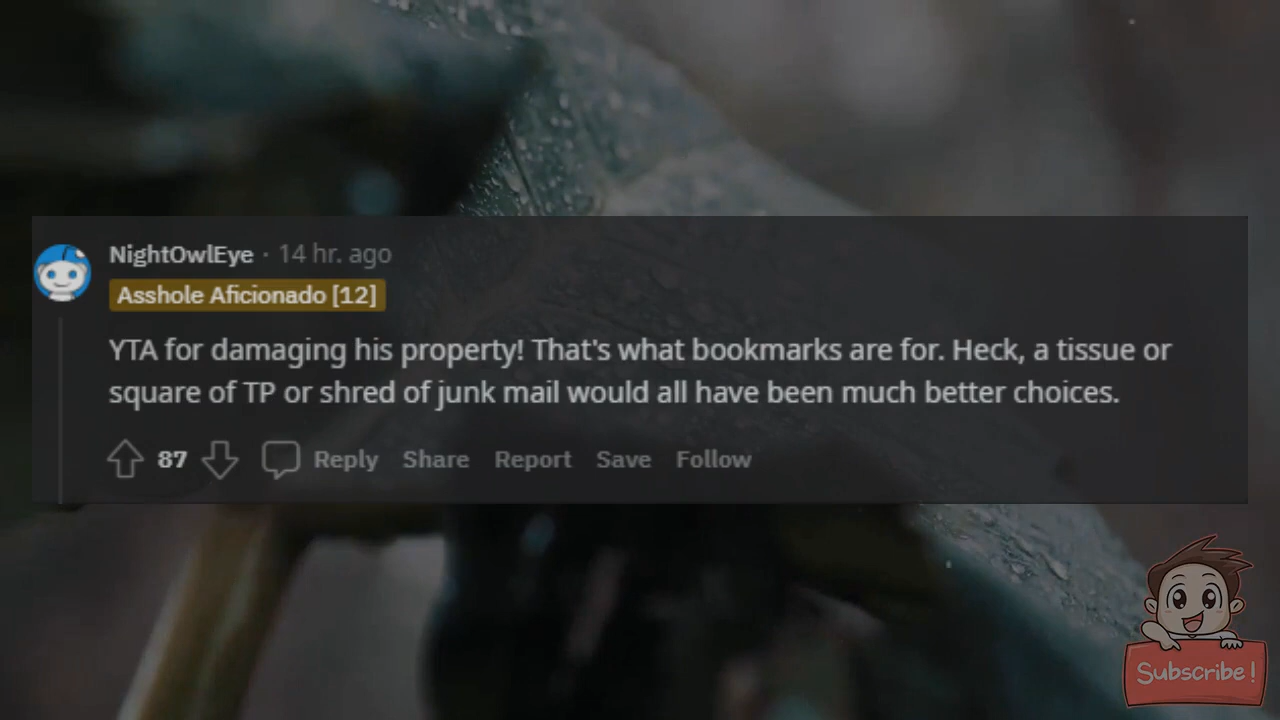 NightOwlEye · 14 hr. ago
Asshole Aficionado [12]
YTA for damaging his property! That's what bookmarks are for. Heck, a tissue or
square of TP or shred of junk mail would all have been much better choices.
87 Reply Share Report Save Follow
Subscribe!